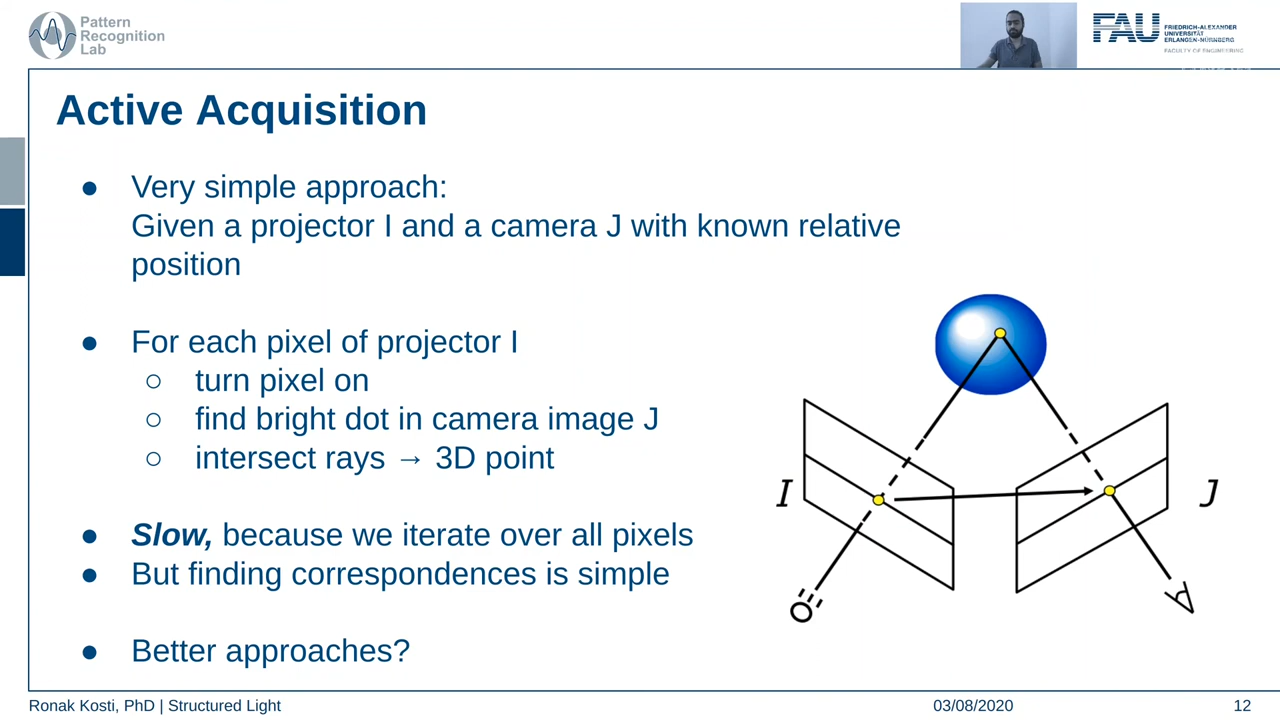 Pattern
Recognition
Lab
FAU
FRIEDRICH-ALEXANDER
UNIVERSITÄT
ERLANGEN-NÜRNBERG
FACULTY OF ENGINEERING
Active Acquisition
● Very simple approach:
Given a projector I and a camera J with known relative
position
● For each pixel of projector I
○ turn pixel on
○ find bright dot in camera image J
○ intersect rays → 3D point
● Slow, because we iterate over all pixels
● But finding correspondences is simple
● Better approaches?
I
J
Ronak Kosti, PhD | Structured Light
03/08/2020
12